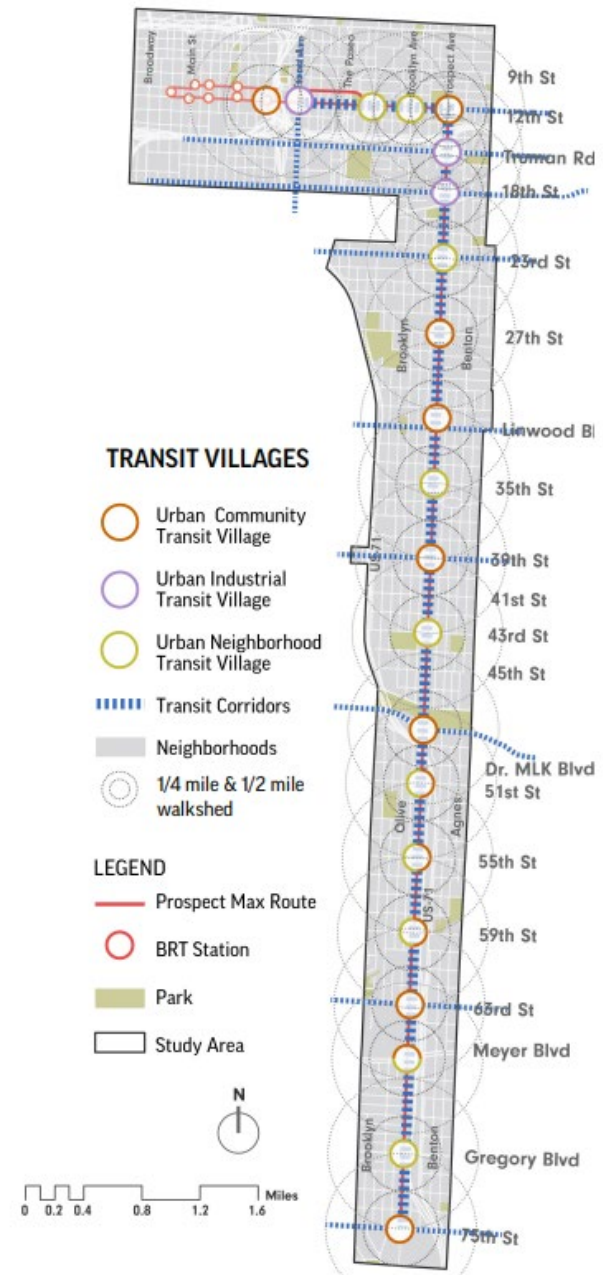 Broadway
Main St
The Paseo
Brooklyn Ave
Prospect Ave
9th St
12th St
Truman Rd
18th St
23rd St
Brooklyn
Benton
27th St
Linwood Bl
35th St
US-71
39th St
41st St
43rd St
45th St
Dr. MLK Blvd
51st St
Olive
Agnes
55th St
US-71
59th St
63rd St
Meyer Blvd
Brooklyn
Benton
Gregory Blvd
75th St
TRANSIT VILLAGES
Urban Community
Transit Village
Urban Industrial
Transit Village
Urban Neighborhood
Transit Village
Transit Corridors
Neighborhoods
1/4 mile & 1/2 mile
walkshed
LEGEND
Prospect Max Route
BRT Station
Park
Study Area
N
Miles
0 0.2 0.4 0.8 1.2 1.6